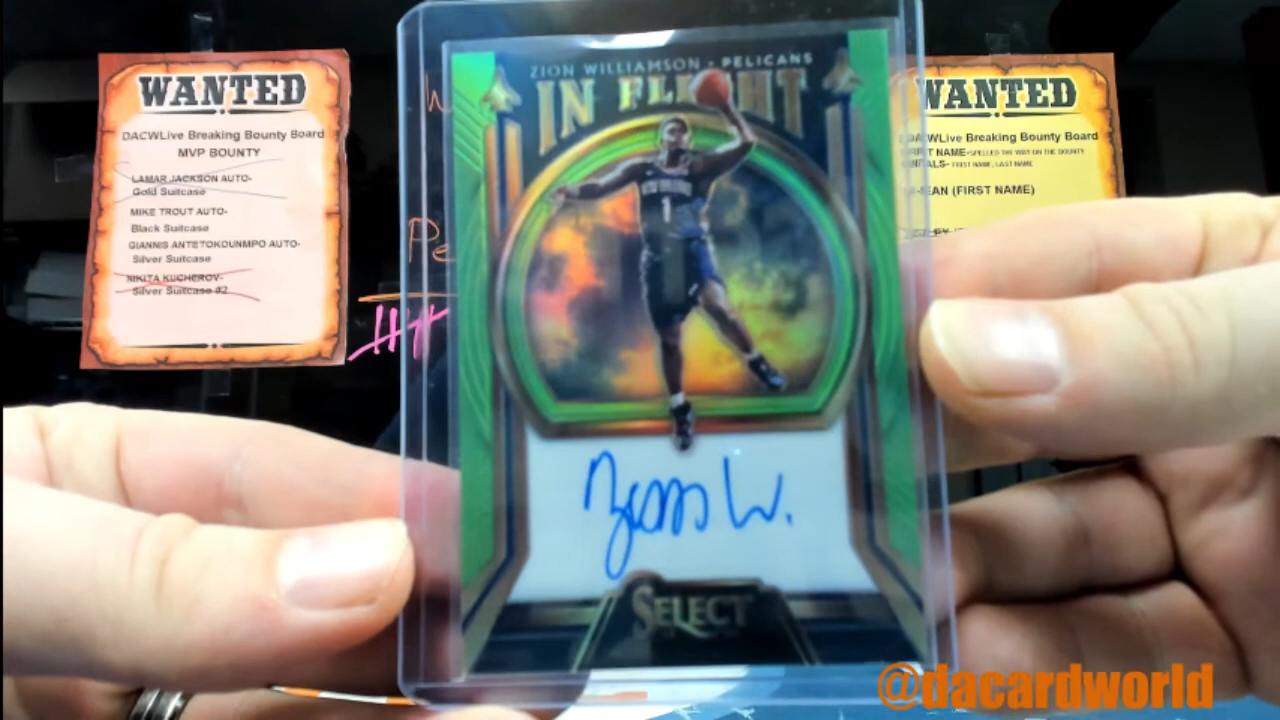 WANTED
DACWLive Breaking Bounty Board
MVP BOUNTY
LAMAR JACKSON AUTO-
Gold Suitcase
MIKE TROUT AUTO-
Black Suitcase
GIANNIS ANTETOKOUNMPO AUTO-
Silver Suitcase
NIKITA KUCHEROV-
Silver Suitcase #2
Pe
ZION WILLIAMSON • PELICANS
IN FLIGHT
NEW ORLEANS
1
Zion W.
SELECT
WANTED
DACWLive Breaking Bounty Board
NAME-SPELLED THE WAY ON THE BOUNTY
FIRST NAME, LAST NAME
(FIRST NAME)
@dacardworld